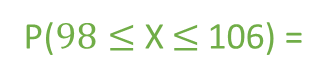 P(98 ≤ X ≤ 106) =